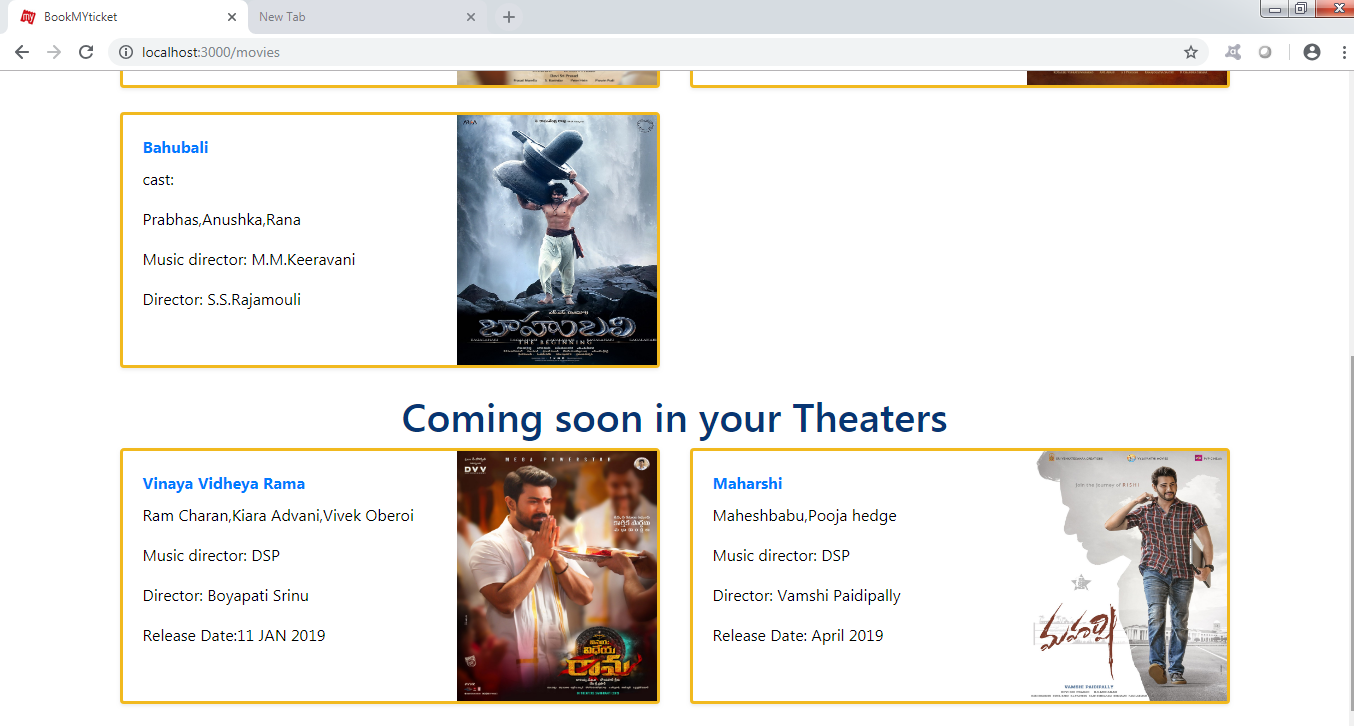 BookMYticket
New Tab
localhost:3000/movies
Bahubali
cast:
Prabhas,Anushka,Rana
Music director: M.M.Keeravani
Director: S.S.Rajamouli
బాహుబలి
THE BEGINNING
Coming soon in your Theaters
Vinaya Vidheya Rama
Ram Charan,Kiara Advani,Vivek Oberoi
Music director: DSP
Director: Boyapati Srinu
Release Date:11 JAN 2019
DVV
MEGA POWERSTAR
వినయ
విధేయ
రామ
Maharshi
Maheshbabu,Pooja hedge
Music director: DSP
Director: Vamshi Paidipally
Release Date: April 2019
Join the journey of RISHI
మహర్షి
VAMSHI PAIDIPALLY